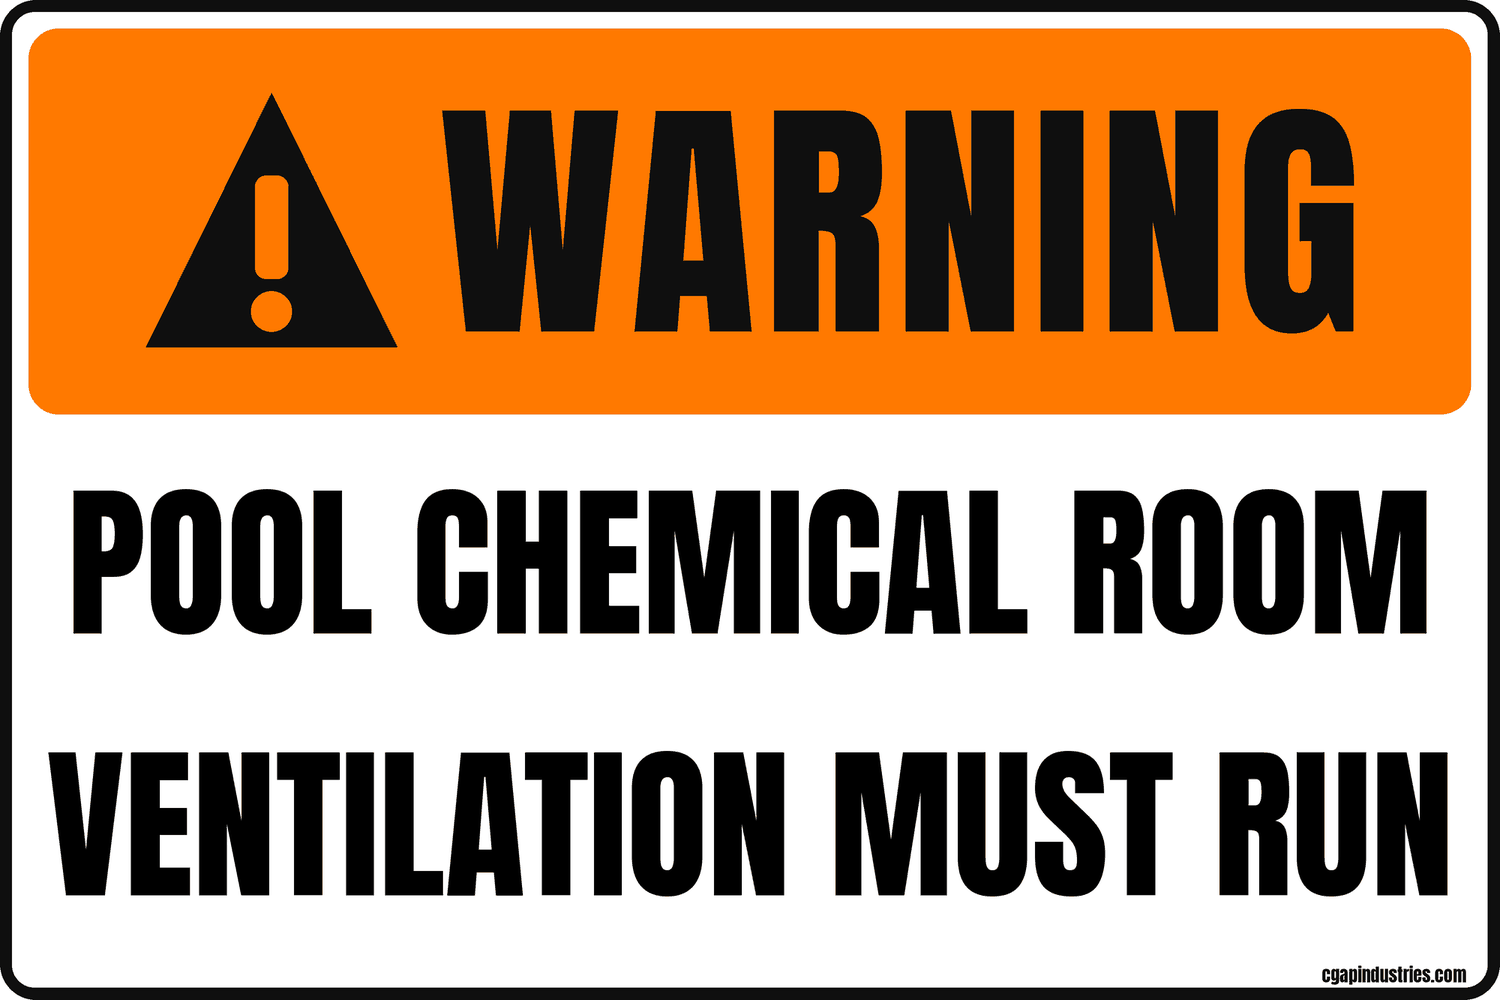 WARNING
POOL CHEMICAL ROOM
VENTILATION MUST RUN
cgapindustries.com